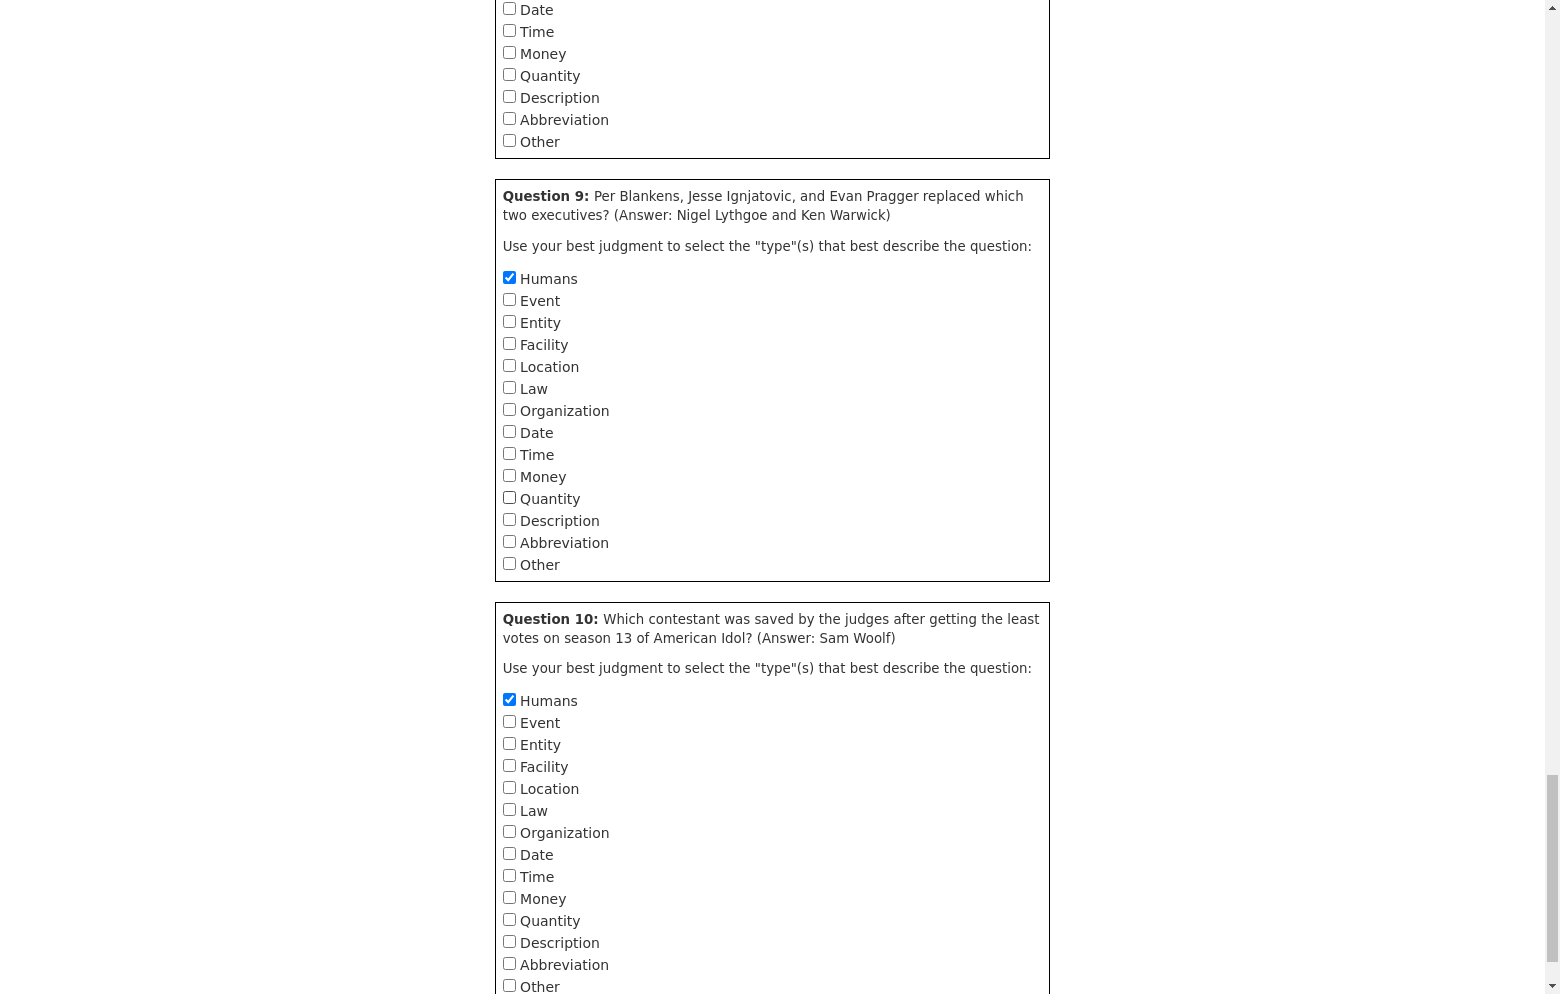 Date
Time
Money
Quantity
Description
Abbreviation
Other
Question 9: Per Blankens, Jesse Ignjatovic, and Evan Pragger replaced which
two executives? (Answer: Nigel Lythgoe and Ken Warwick)
Use your best judgment to select the "type"(s) that best describe the question:
Humans
Event
Entity
Facility
Location
Law
Organization
Date
Time
Money
Quantity
Description
Abbreviation
Other
Question 10: Which contestant was saved by the judges after getting the least
votes on season 13 of American Idol? (Answer: Sam Woolf)
Use your best judgment to select the "type"(s) that best describe the question:
Humans
Event
Entity
Facility
Location
Law
Organization
Date
Time
Money
Quantity
Description
Abbreviation
Other